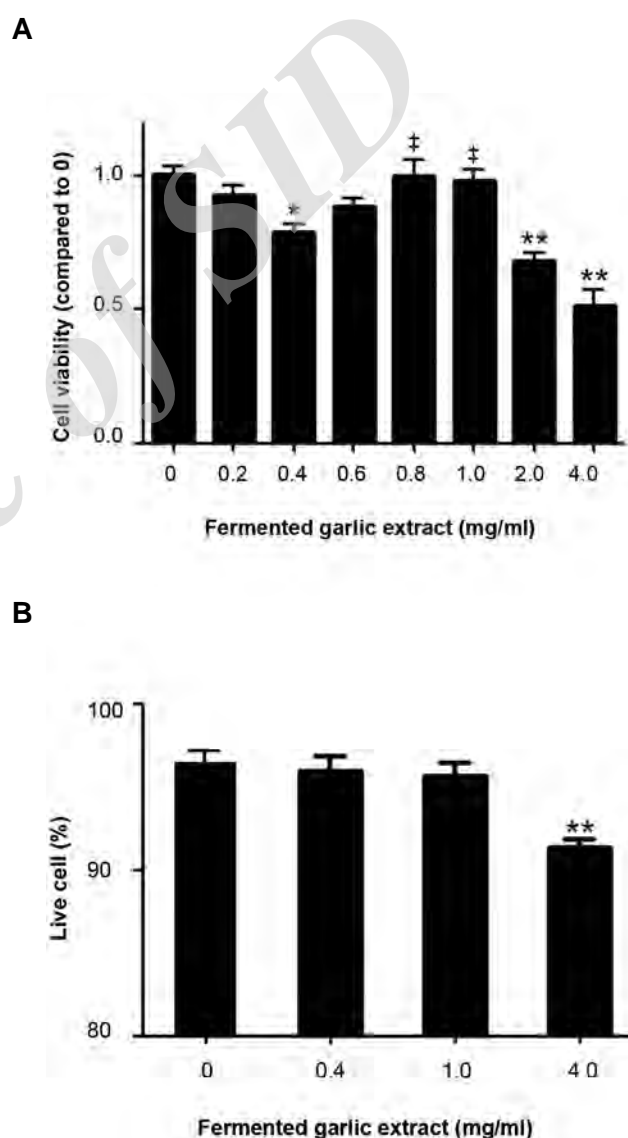 A
of SID
Cell viability (compared to 0)
1.0
0.5
0.0
*
‡
‡
**
**
0 0.2 0.4 0.6 0.8 1.0 2.0 4.0
Fermented garlic extract (mg/ml)
B
Live cell (%)
100
90
80
**
0 0.4 1.0 4.0
Fermented garlic extract (mg/ml)